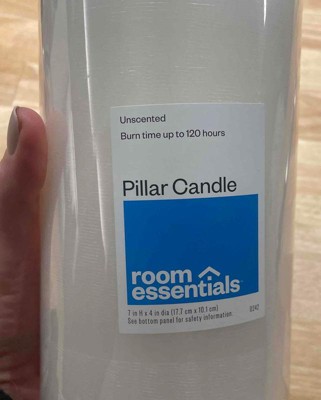 Unscented
Burn time up to 120 hours
Pillar Candle
room
essentials
7 in H x 4 in dia (17.7 cm x 10.1 cm)
See bottom panel for safety information.